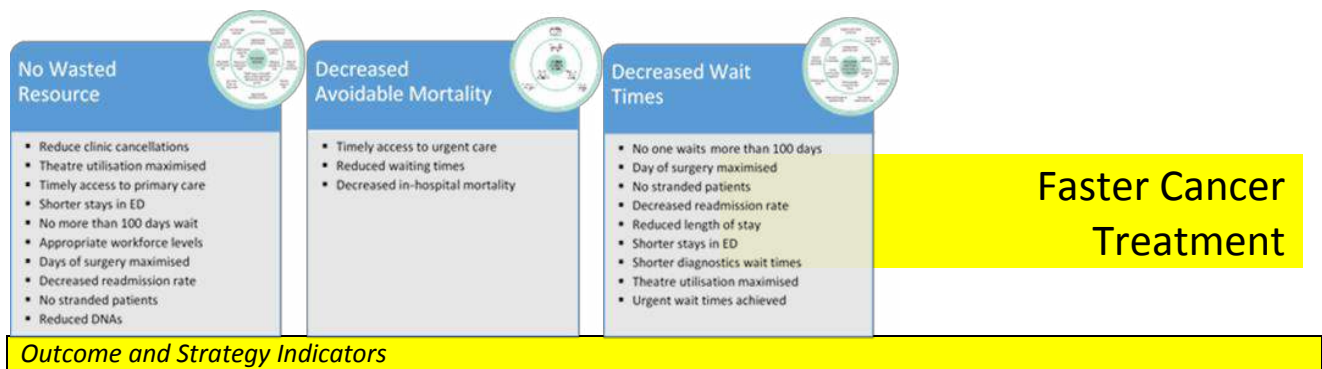 No Wasted
Resource
Reduce clinic cancellations
Theatre utilisation maximised
Timely access to primary care
Shorter stays in ED
No more than 100 days wait
Appropriate workforce levels
Days of surgery maximised
Decreased readmission rate
No stranded patients
Reduced DNAs
Decreased
Avoidable Mortality
Timely access to urgent care
Reduced waiting times
Decreased in-hospital mortality
Decreased Wait
Times
No one waits more than 100 days
Day of surgery maximised
No stranded patients
Decreased readmission rate
Reduced length of stay
Shorter stays in ED
Shorter diagnostics wait times
Theatre utilisation maximised
Urgent wait times achieved
Faster Cancer
Treatment
Outcome and Strategy Indicators